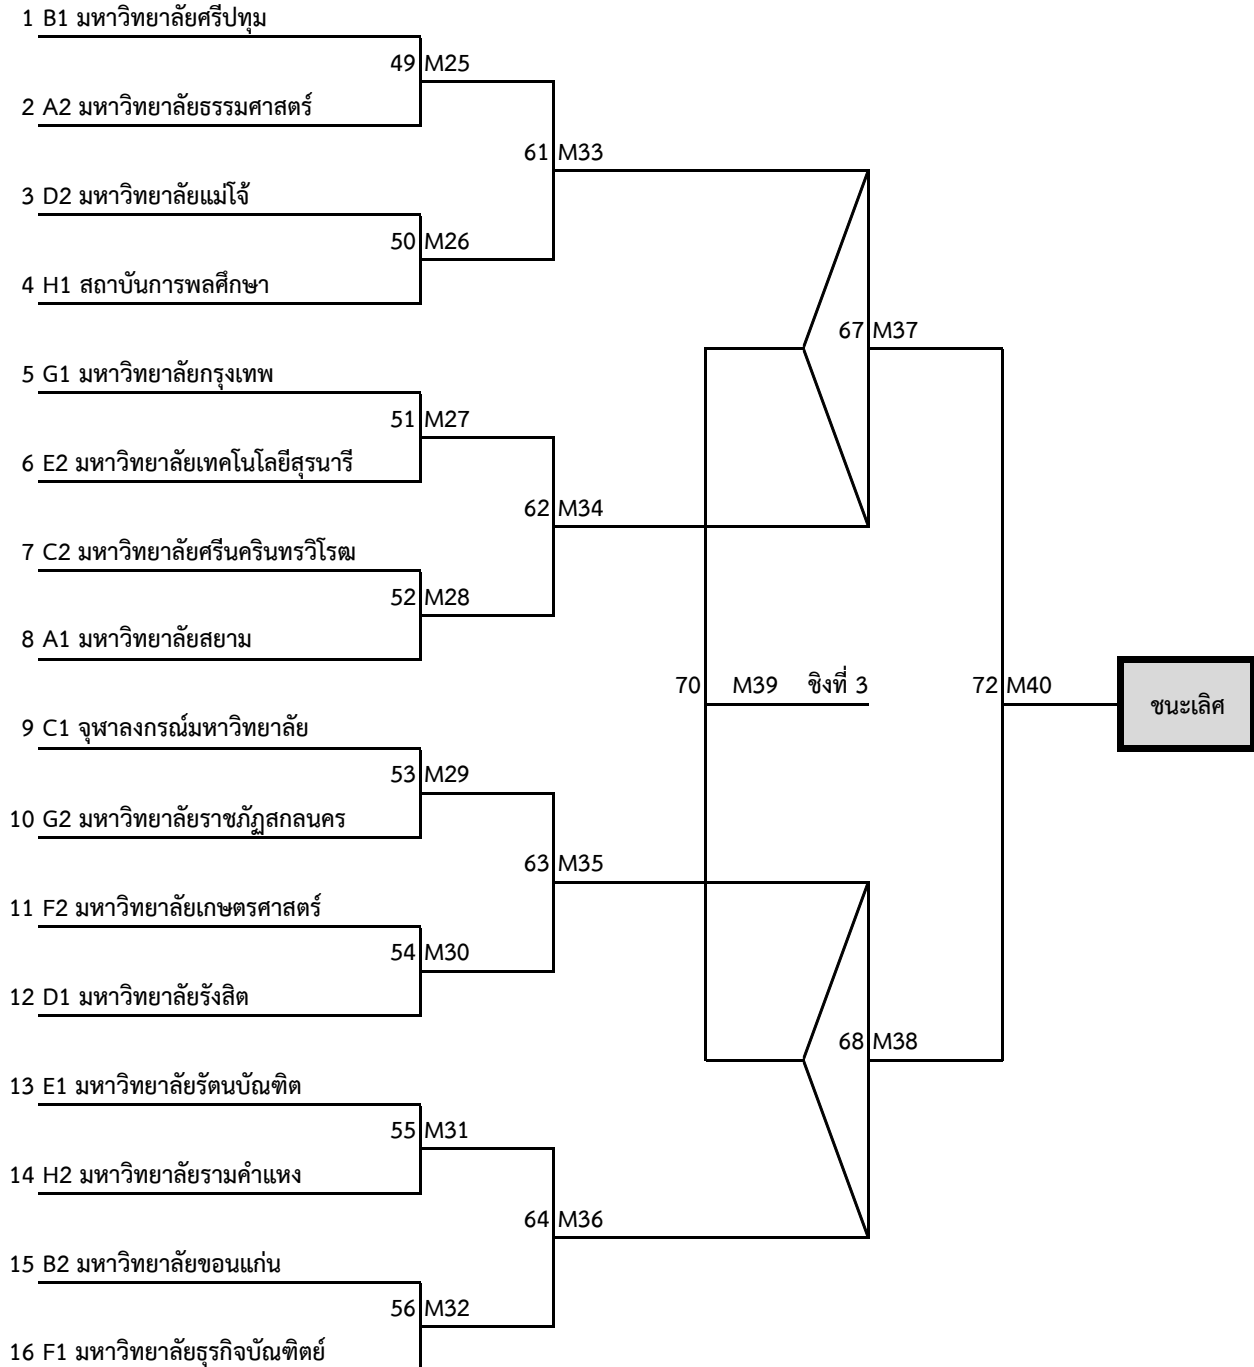 1 B1 มหาวิทยาลัยศรีปทุม
49 M25
2 A2 มหาวิทยาลัยธรรมศาสตร์
61 M33
3 D2 มหาวิทยาลัยแม่โจ้
50 M26
4 H1 สถาบันการพลศึกษา
67 M37
5 G1 มหาวิทยาลัยกรุงเทพ
51 M27
6 E2 มหาวิทยาลัยเทคโนโลยีสุรนารี
62 M34
7 C2 มหาวิทยาลัยศรีนครินทรวิโรฒ
52 M28
8 A1 มหาวิทยาลัยสยาม
70 M39 ชิงที่ 3
72 M40
ชนะเลิศ
9 C1 จุฬาลงกรณ์มหาวิทยาลัย
53 M29
10 G2 มหาวิทยาลัยราชภัฏสกลนคร
63 M35
11 F2 มหาวิทยาลัยเกษตรศาสตร์
54 M30
12 D1 มหาวิทยาลัยรังสิต
68 M38
13 E1 มหาวิทยาลัยรัตนบัณฑิต
55 M31
14 H2 มหาวิทยาลัยรามคำแหง
64 M36
15 B2 มหาวิทยาลัยขอนแก่น
56 M32
16 F1 มหาวิทยาลัยธุรกิจบัณฑิตย์